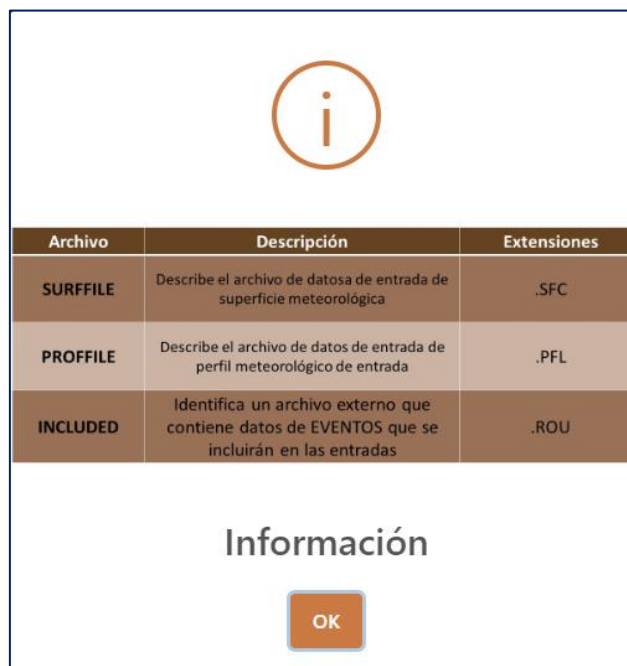 i
Archivo Descripción Extensiones
SURFFILE Describe el archivo de datosa de entrada de superficie meteorológica .SFC
PROFFILE Describe el archivo de datos de entrada de perfil meteorológico de entrada .PFL
INCLUDED Identifica un archivo externo que contiene datos de EVENTOS que se incluirán en las entradas .ROU
Información
OK